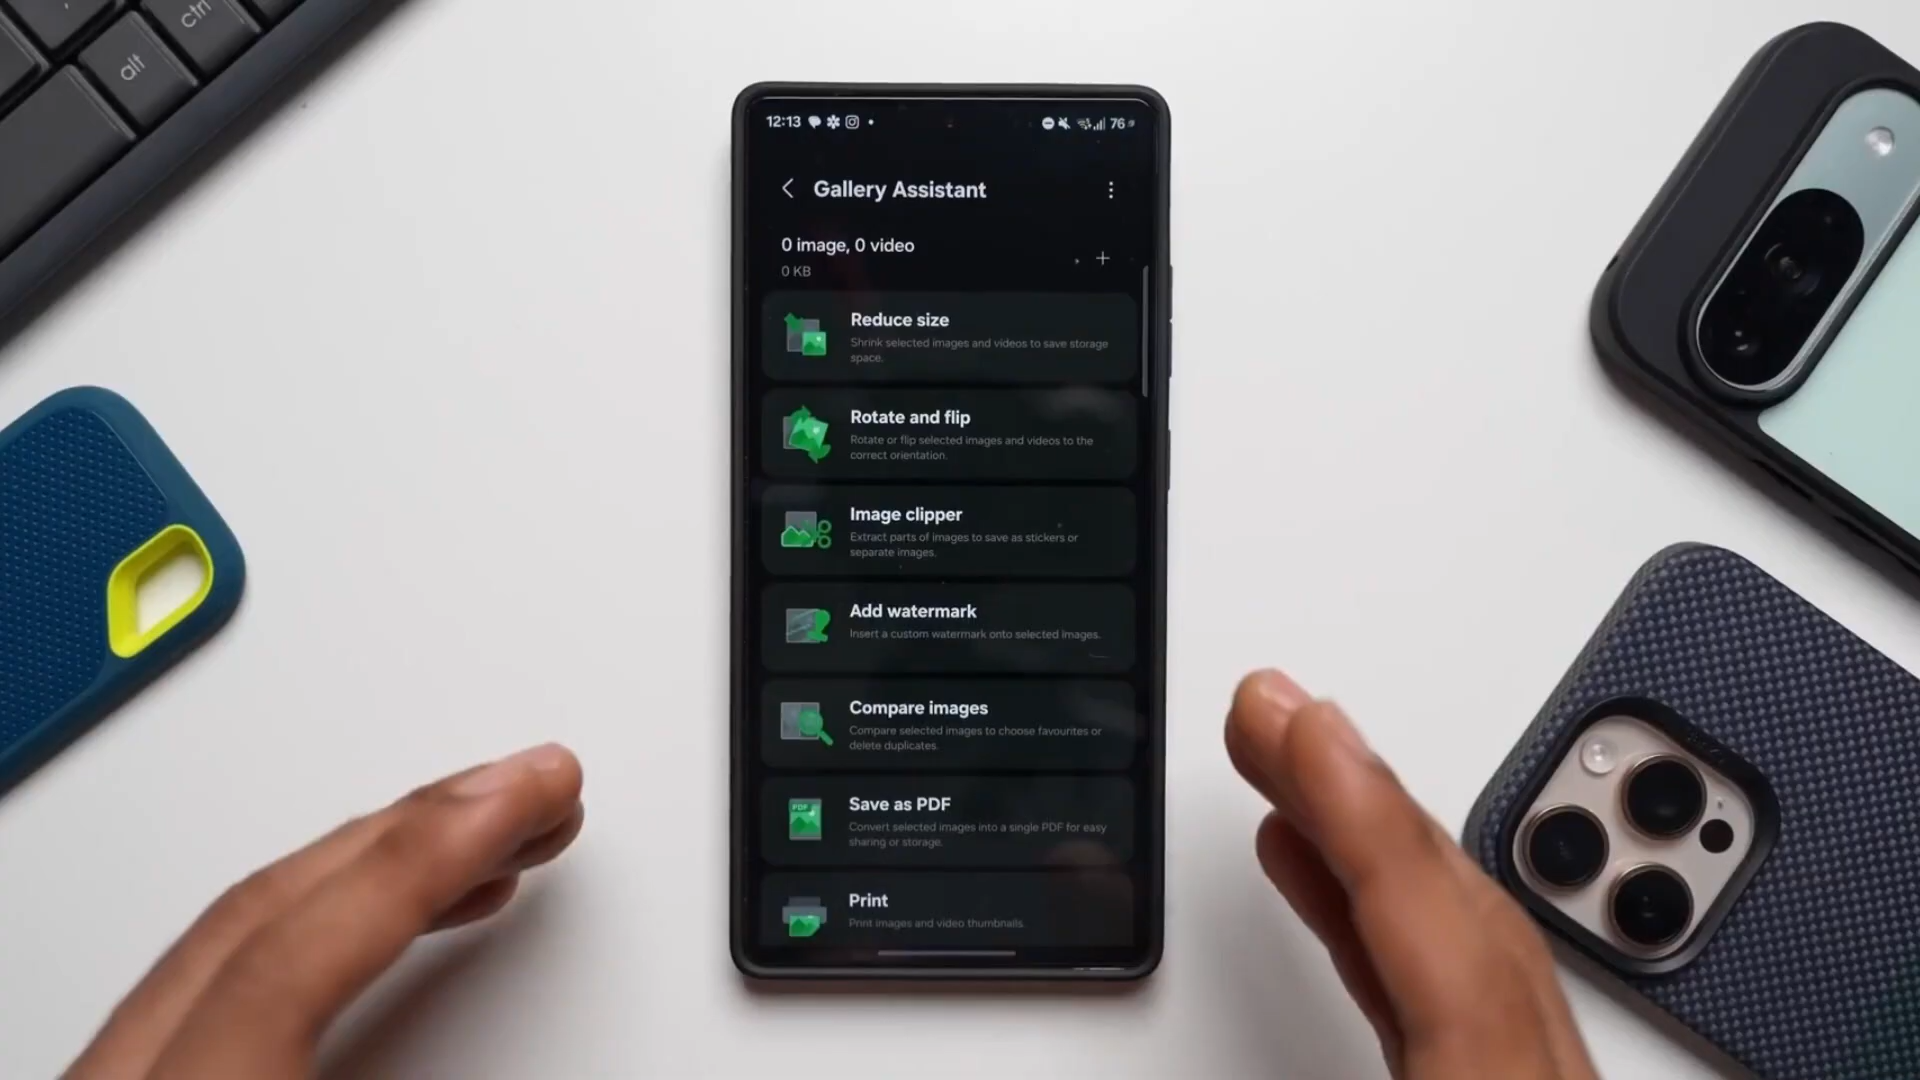 ctrl
alt
12:13
76
Gallery Assistant
0 image, 0 video
0 KB
Reduce size
Shrink selected images and videos to save storage
space.
Rotate and flip
Rotate or flip selected images and videos to the
correct orientation.
Image clipper
Extract parts of images to save as stickers or
separate images.
Add watermark
Insert a custom watermark onto selected images.
Compare images
Compare selected images to choose favourites or
delete duplicates.
PDF
Save as PDF
Convert selected images into a single PDF for easy
sharing or storage.
Print
Print images and video thumbnails.